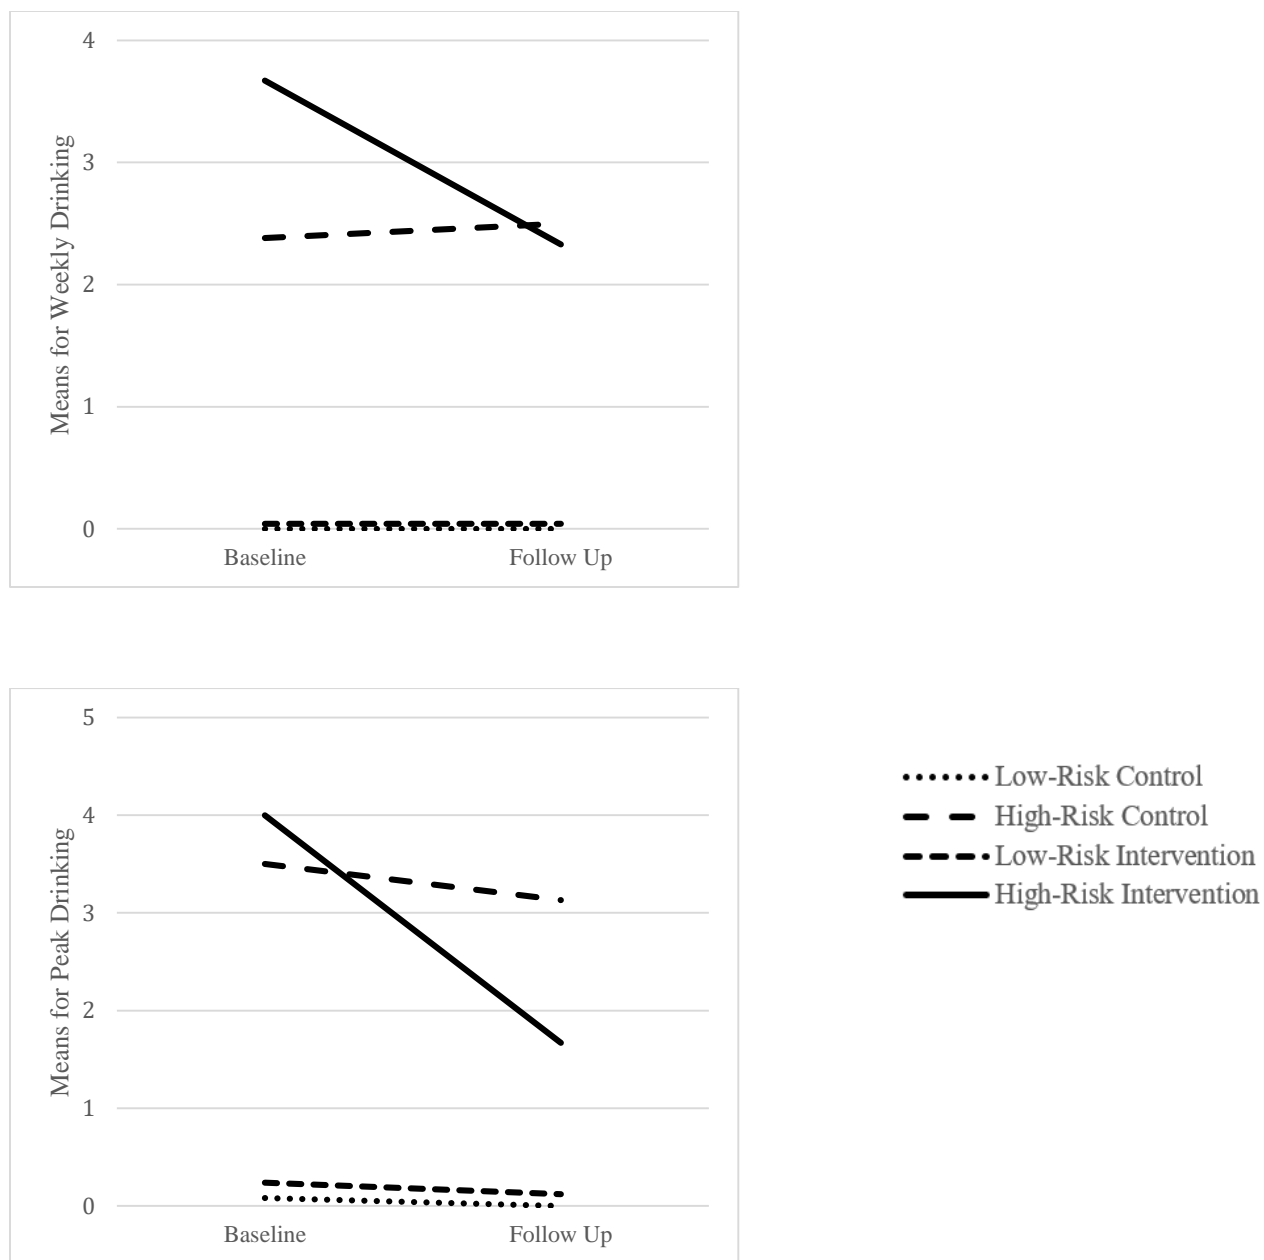 4
3
2
1
0
Means for Weekly Drinking
Baseline Follow Up
5
4
3
2
1
0
Means for Peak Drinking
Baseline Follow Up
Low-Risk Control
High-Risk Control
Low-Risk Intervention
High-Risk Intervention